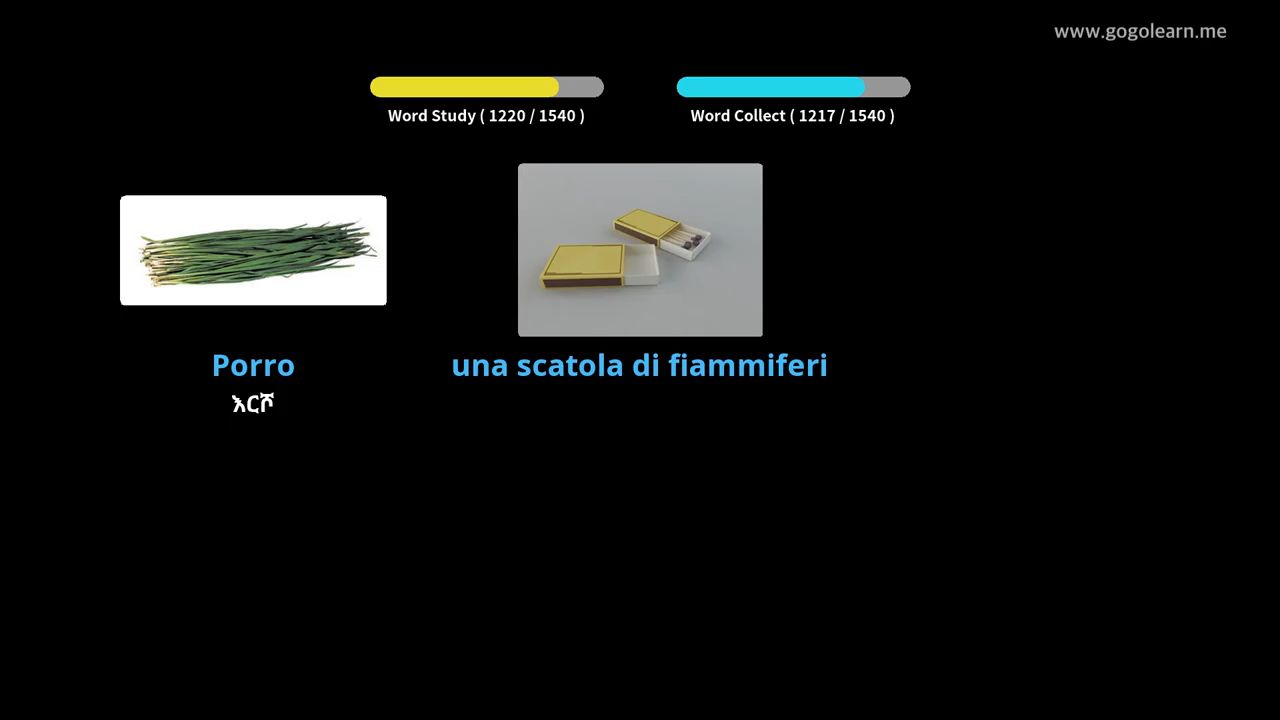 www.gogolearn.me
Word Study ( 1220 / 1540 )
Word Collect ( 1217 / 1540 )
Porro
una scatola di fiammiferi
እርሾ